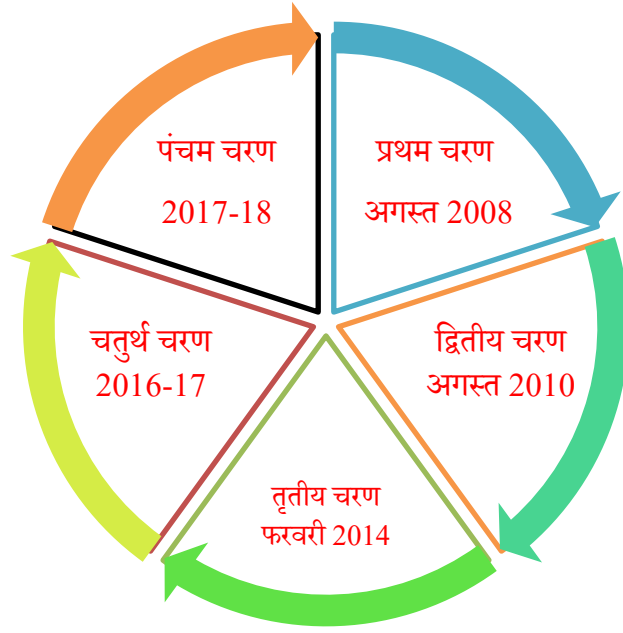 प्रथम चरण
अगस्त 2008
द्वितीय चरण
अगस्त 2010
तृतीय चरण
फरवरी 2014
चतुर्थ चरण
2016-17
पंचम चरण
2017-18